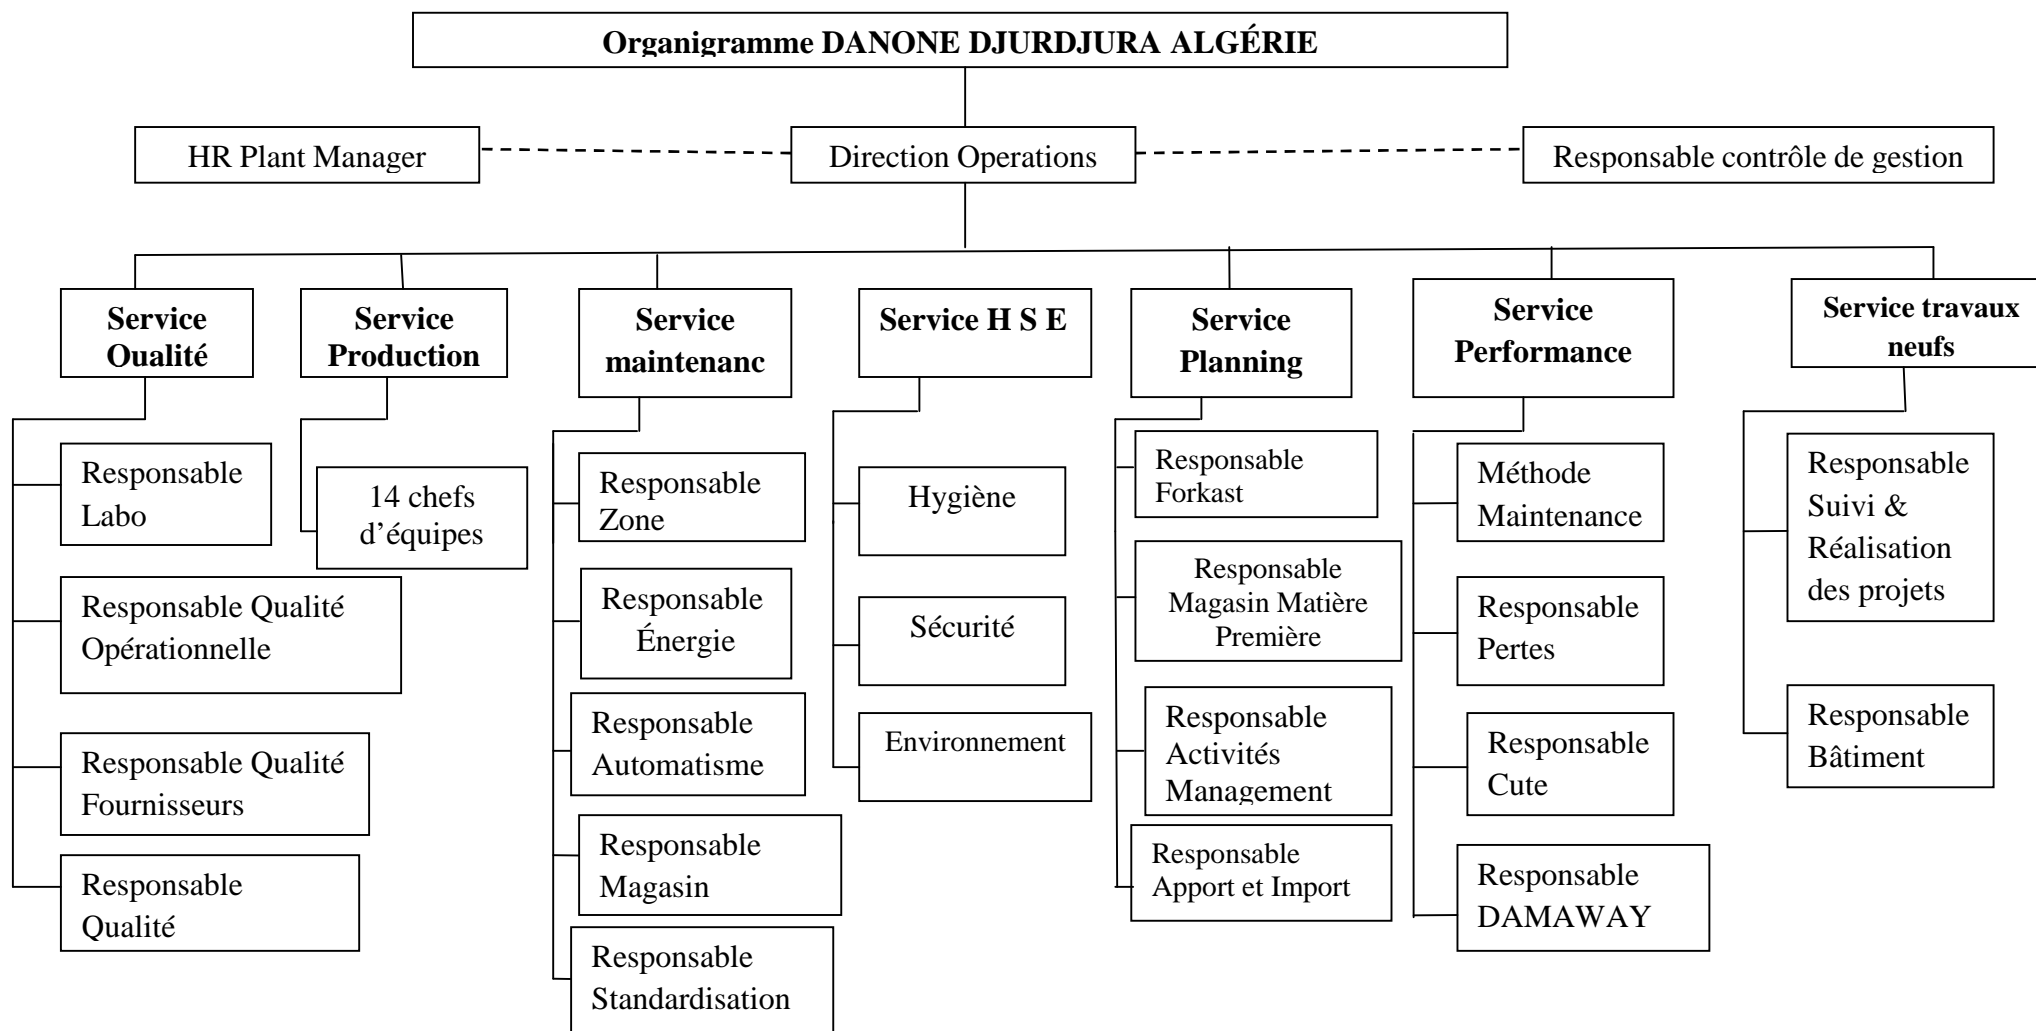 Organigramme DANONE DJURDJURA ALGÉRIE
HR Plant Manager
Direction Operations
Responsable contrôle de gestion
Service
Qualité
Service
Production
Service
maintenanc
Service H S E
Service
Planning
Service
Performance
Service travaux
neufs
Responsable
Labo
Responsable Qualité
Opérationnelle
Responsable Qualité
Fournisseurs
Responsable
Qualité
14 chefs
d’équipes
Responsable
Zone
Responsable
Énergie
Responsable
Automatisme
Responsable
Magasin
Responsable
Standardisation
Hygiène
Sécurité
Environnement
Responsable
Forkast
Responsable
Magasin Matière
Première
Responsable
Activités
Management
Responsable
Apport et Import
Méthode
Maintenance
Responsable
Pertes
Responsable
Cute
Responsable
DAMAWAY
Responsable
Suivi &
Réalisation
des projets
Responsable
Bâtiment